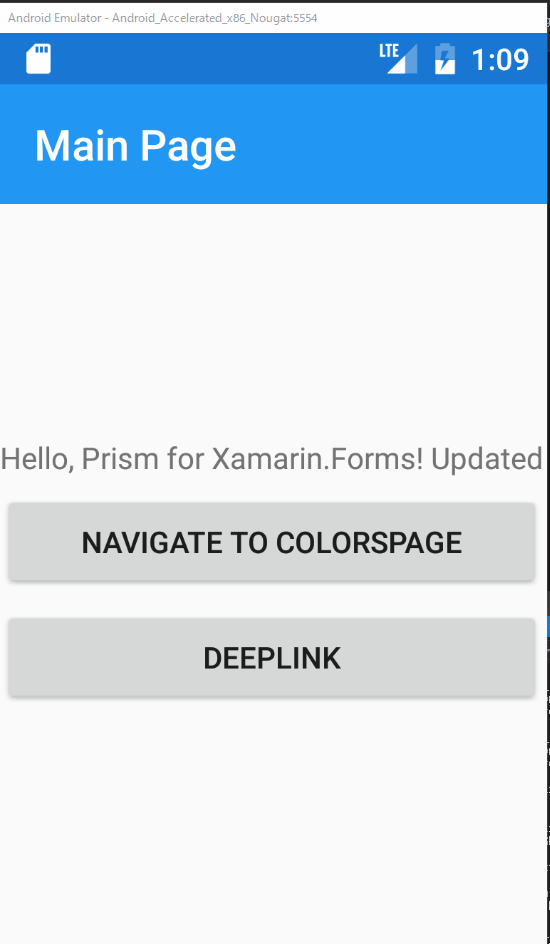 Android Emulator - Android_Accelerated_x86_Nougat:5554
LTE 1:09
Main Page
Hello, Prism for Xamarin.Forms! Updated
NAVIGATE TO COLORSPAGE
DEEPLINK